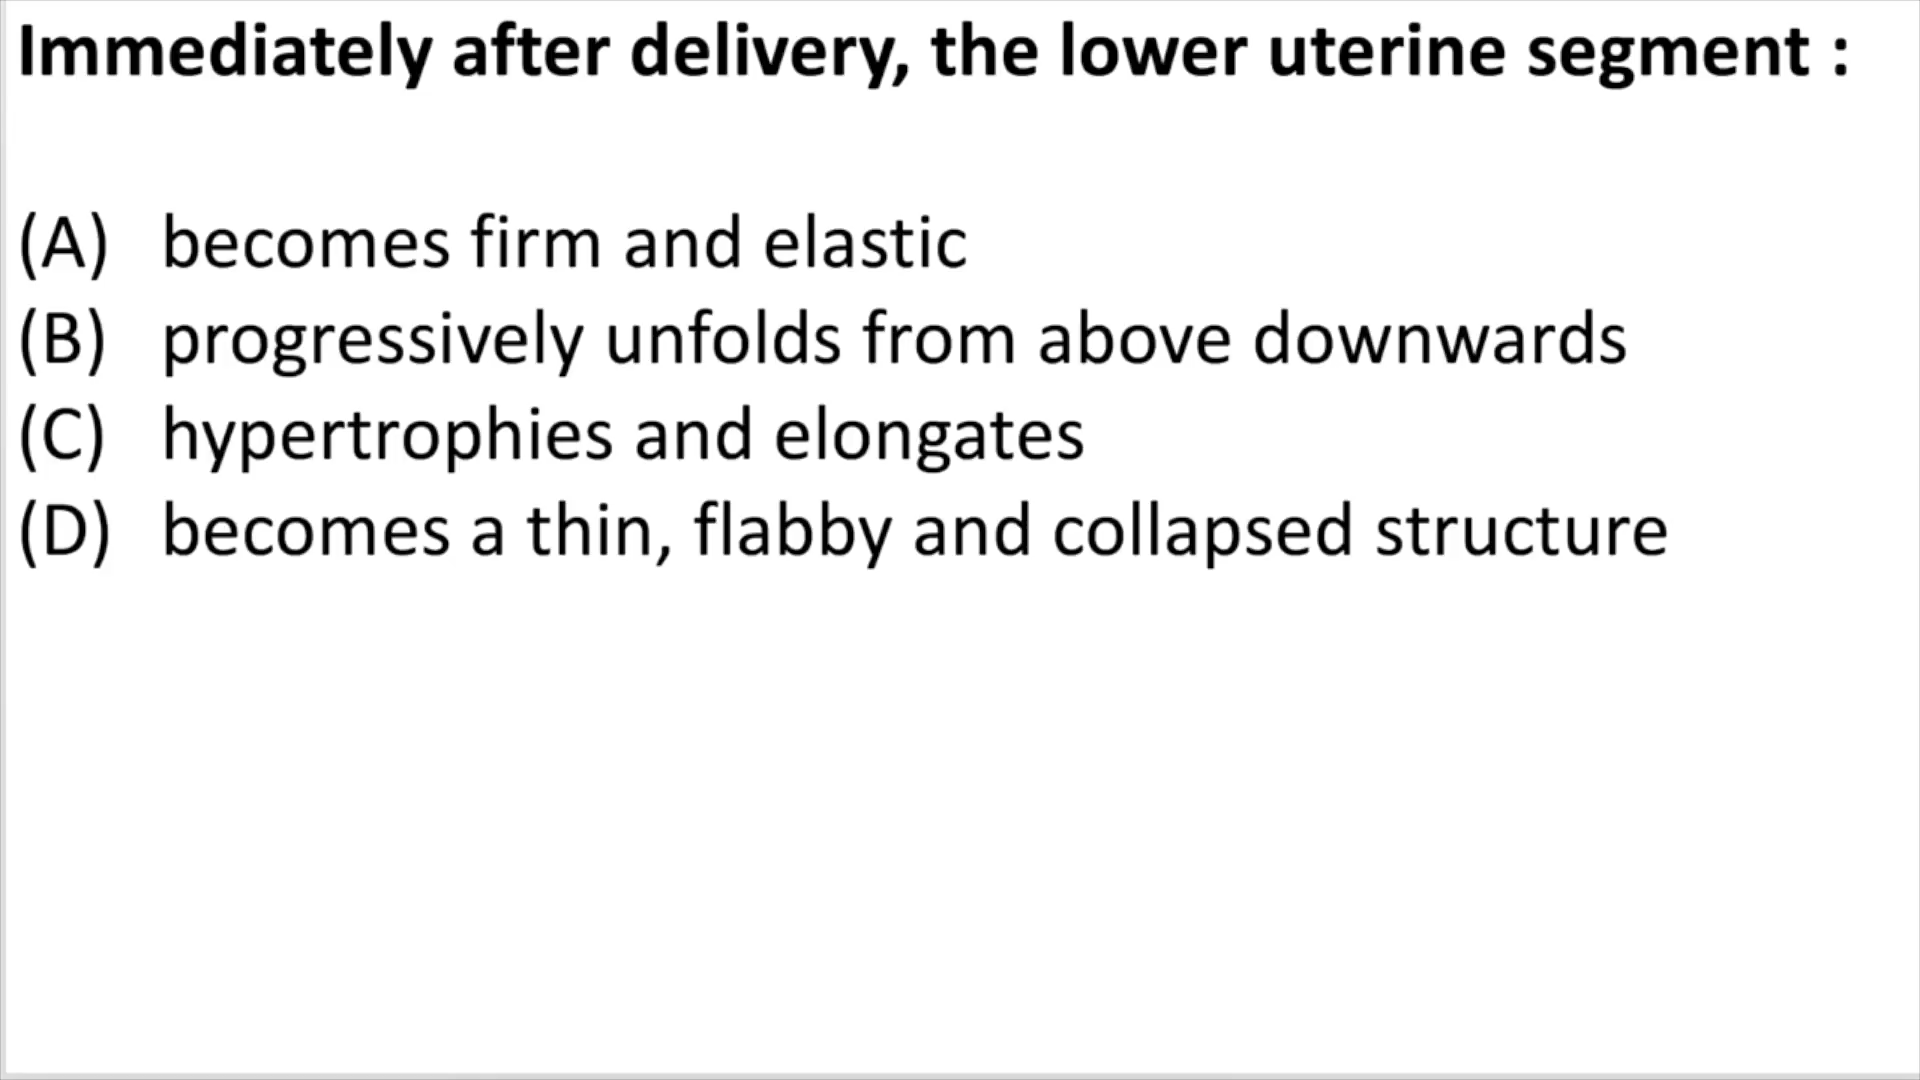 Immediately after delivery, the lower uterine segment :
(A) becomes firm and elastic
(B) progressively unfolds from above downwards
(C) hypertrophies and elongates
(D) becomes a thin, flabby and collapsed structure